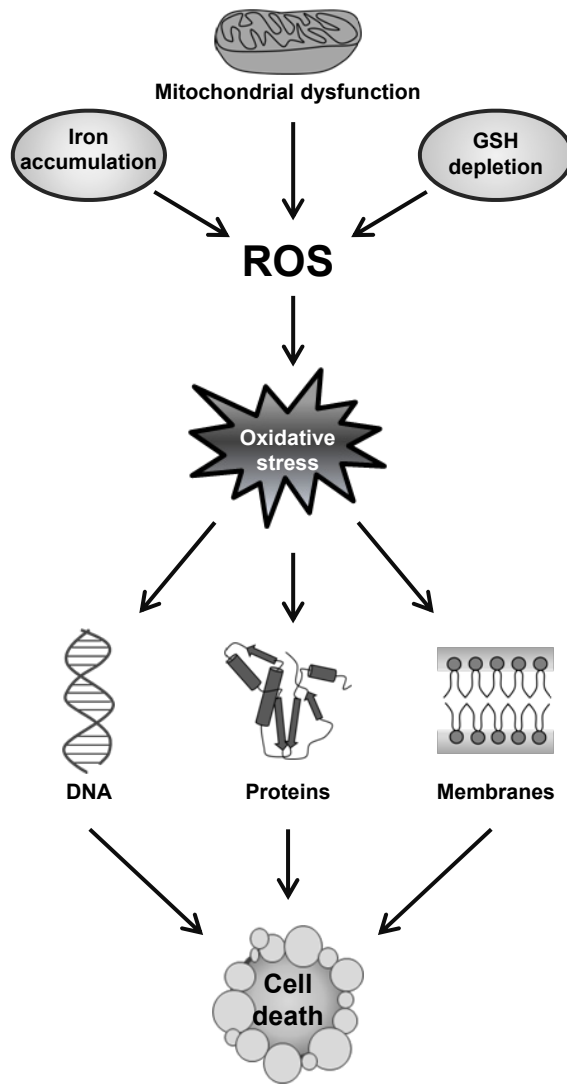 Mitochondrial dysfunction
Iron
accumulation
GSH
depletion
ROS
Oxidative
stress
DNA
Proteins
Membranes
Cell
death